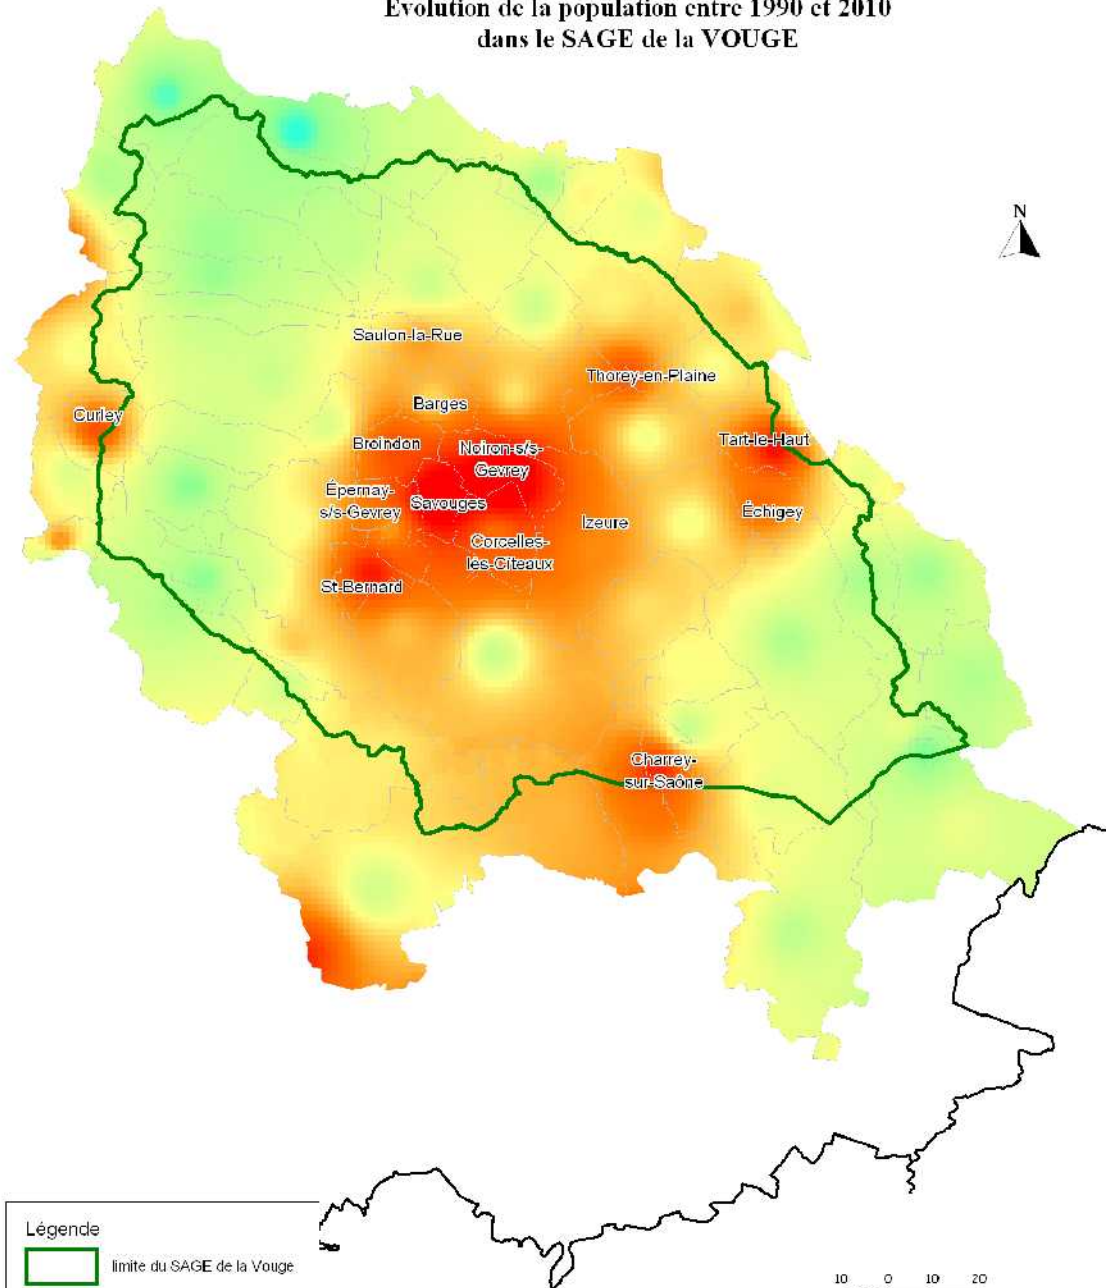 Evolution de la population entre 1990 et 2010
dans le SAGE de la VOUGE
N
Saulon-la-Rue
Thorey-en-Plaine
Barges
Curley
Broindon
Noiron-s/s-
Gevrey
Tart-le-Haut
Épernay-
s/s-Gevrey
Savouges
Échigey
Izeure
Corcelles-
lès-Cîteaux
St-Bernard
Charrey-
sur-Saône
Légende
limite du SAGE de la Vouge
10 0 10 20